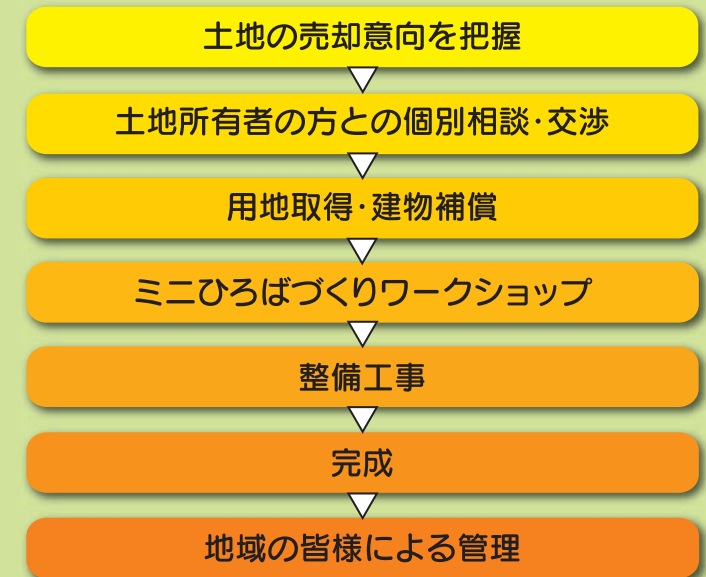 土地の売却意向を把握
土地所有者の方との個別相談・交渉
用地取得・建物補償
ミニひろばづくりワークショップ
整備工事
完成
地域の皆様による管理